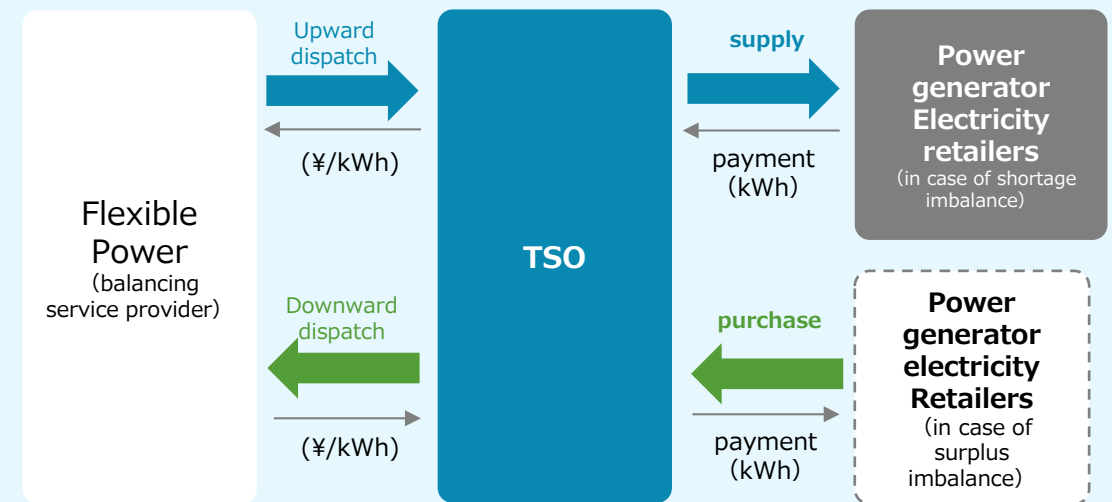 Flexible
Power
（balancing
service provider）
Upward
dispatch
(¥/kWh)
Downward
dispatch
(¥/kWh)
TSO
supply
payment
（kWh）
purchase
payment
（kWh）
Power
generator
Electricity
retailers
（in case of shortage
imbalance）
Power
generator
electricity
Retailers
（in case of
surplus
imbalance）